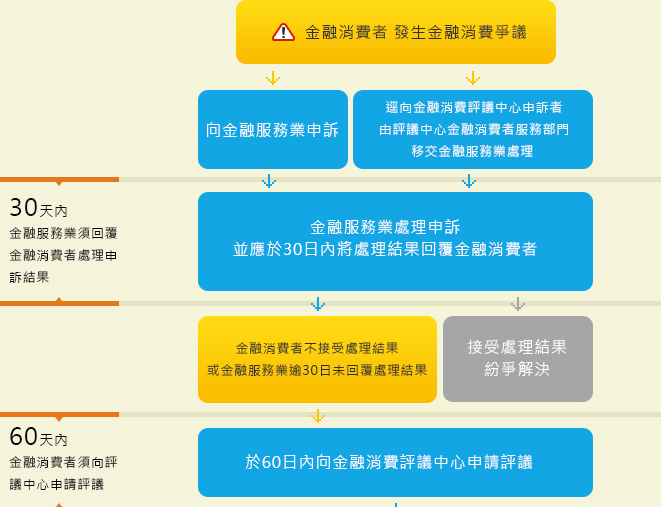 金融消費者 發生金融消費爭議
向金融服務業申訴
逕向金融消費評議中心申訴者
由評議中心金融消費者服務部門
移交金融服務業處理
30天內
金融服務業須回覆
金融消費者處理申
訴結果
金融服務業處理申訴
並應於30日內將處理結果回覆金融消費者
金融消費者不接受處理結果
或金融服務業逾30日未回覆處理結果
接受處理結果
紛爭解決
60天內
金融消費者須向評
議中心申請評議
於60日內向金融消費評議中心申請評議